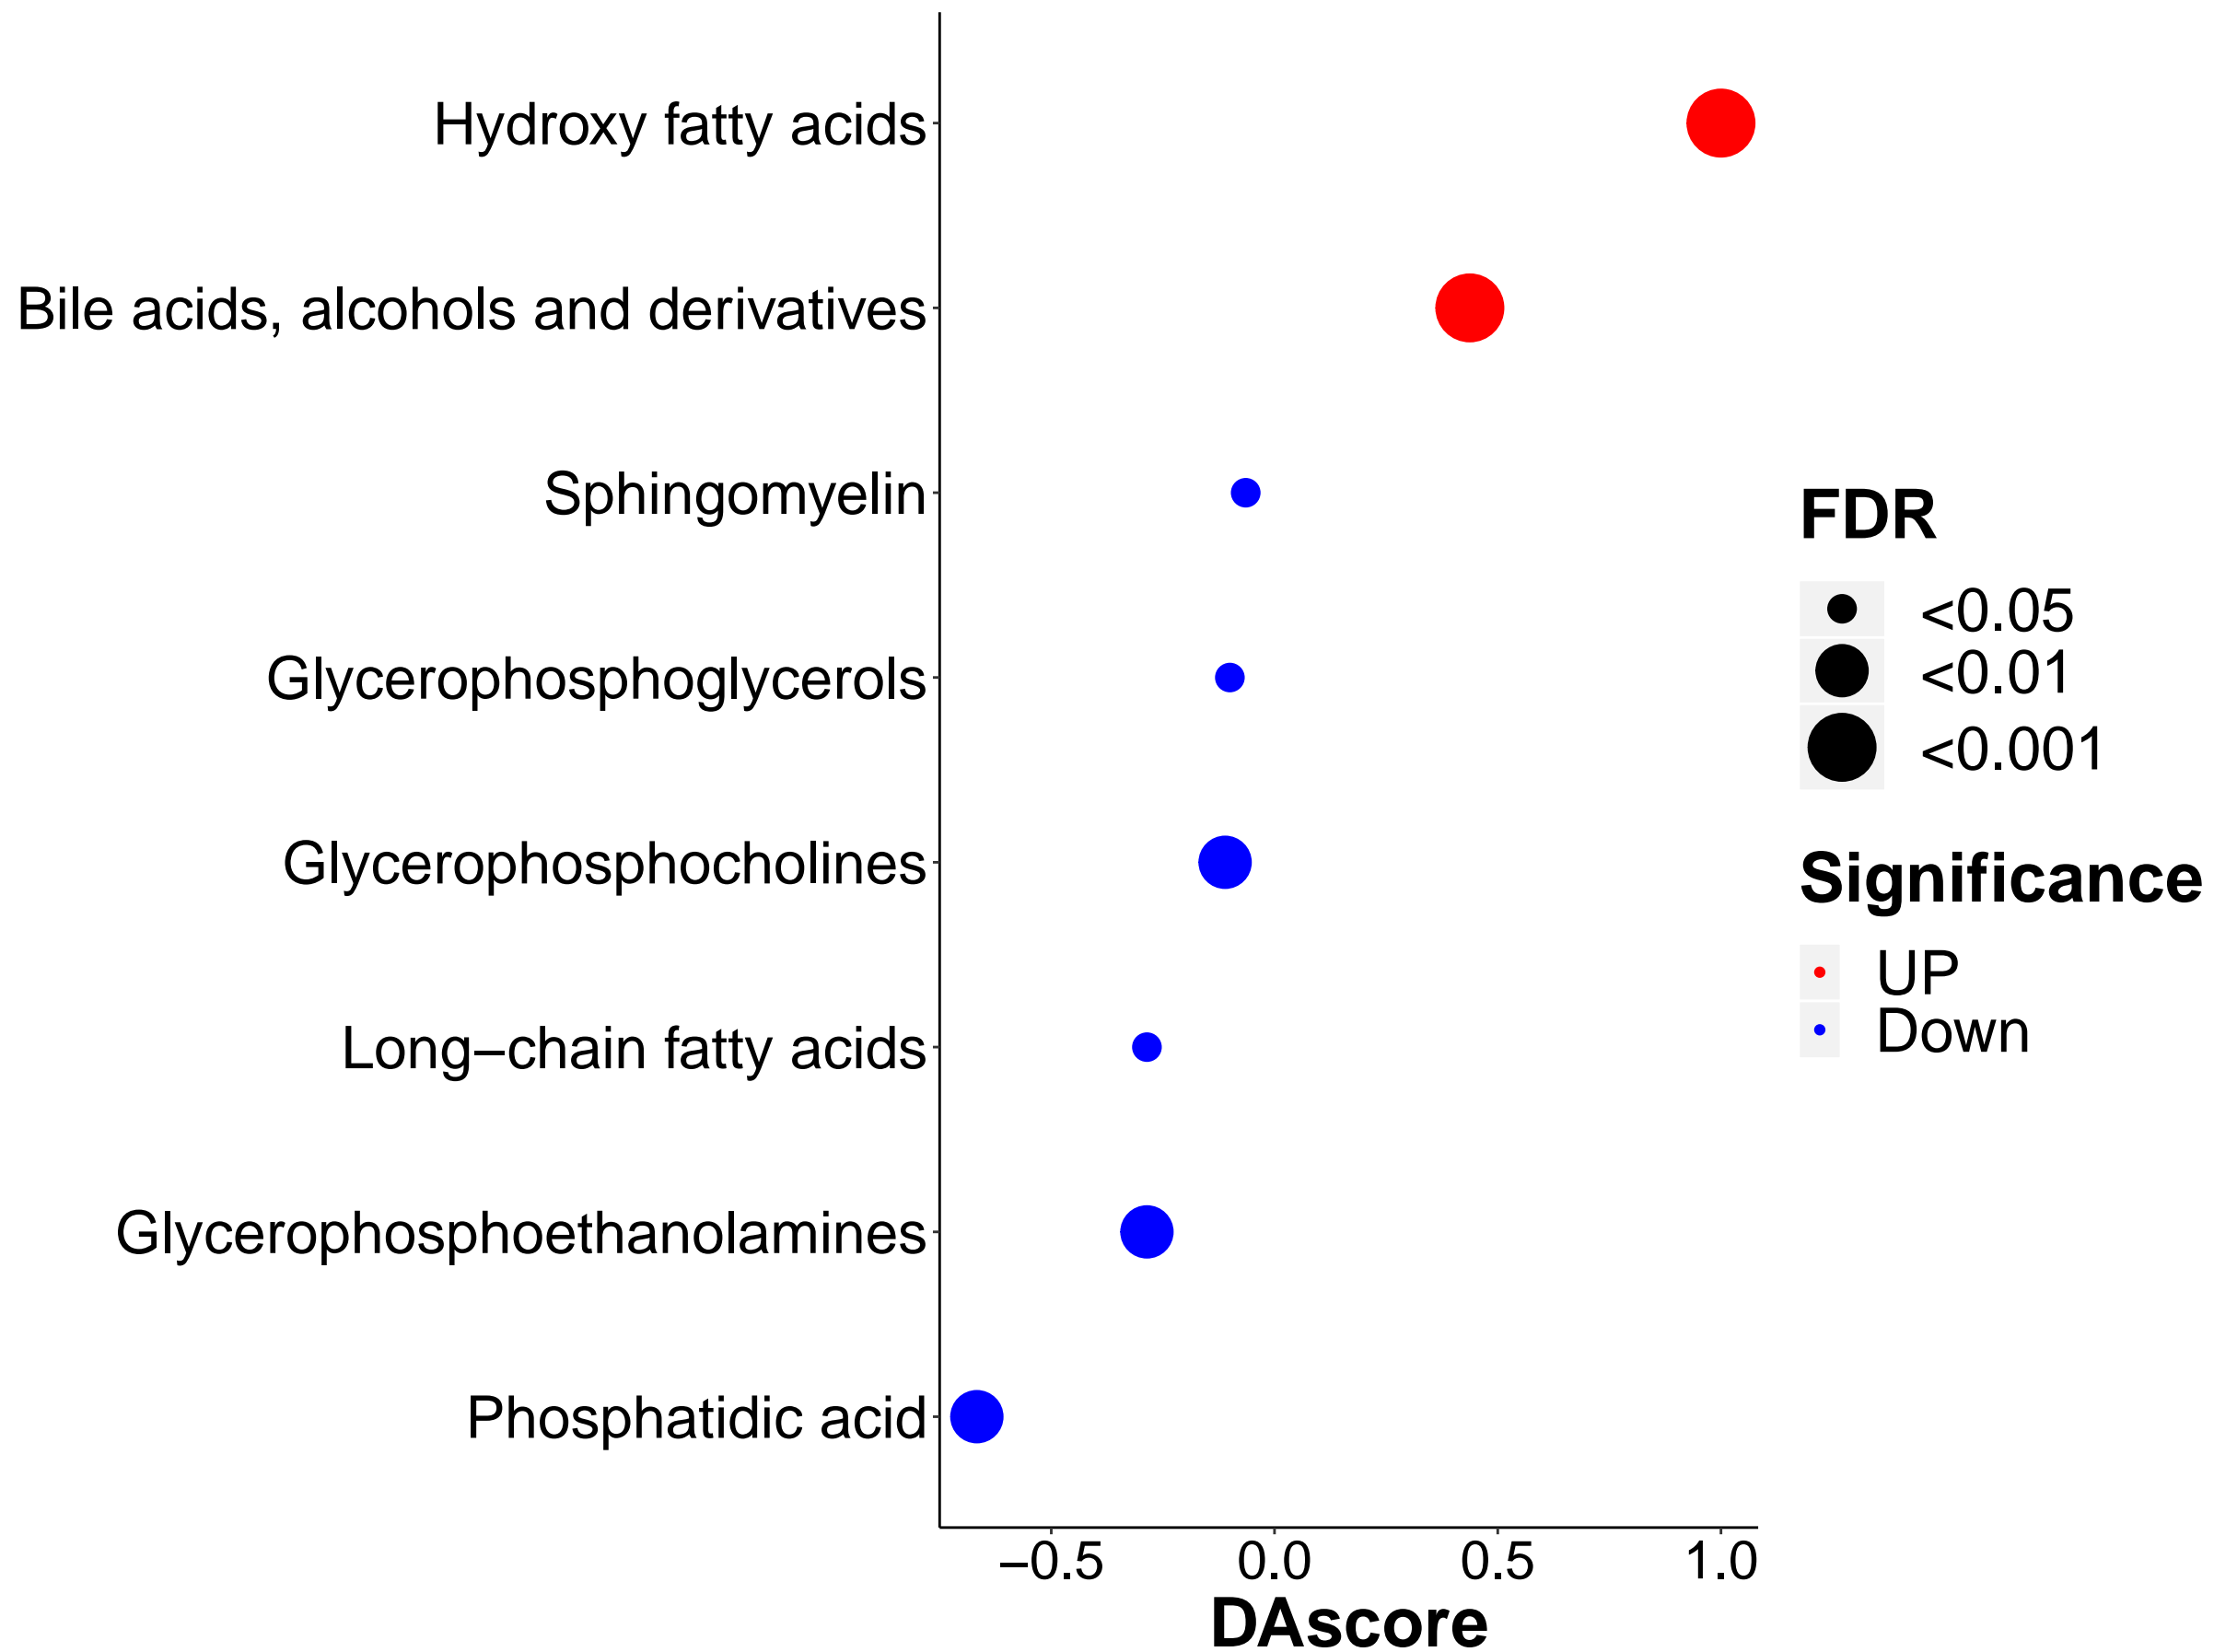 Hydroxy fatty acids
Bile acids, alcohols and derivatives
Sphingomyelin
Glycerophosphoglycerols
Glycerophosphocholines
Long–chain fatty acids
Glycerophosphoethanolamines
Phosphatidic acid
−0.5 0.0 0.5 1.0
DAscore
FDR
<0.05
<0.01
<0.001
Significance
UP
Down